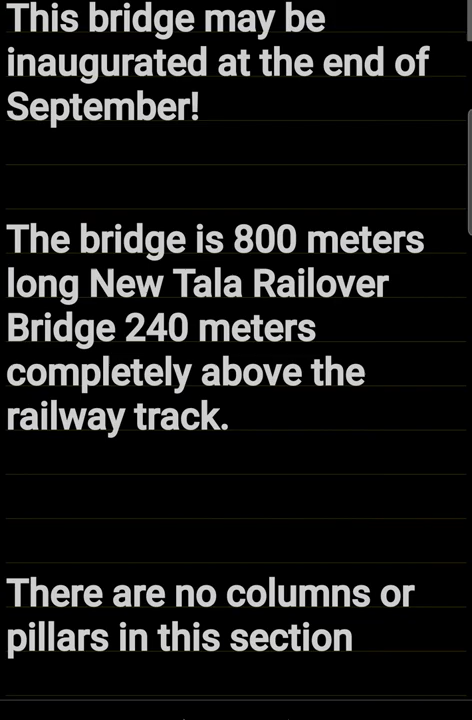 This bridge may be
inaugurated at the end of
September!
The bridge is 800 meters
long New Tala Railover
Bridge 240 meters
completely above the
railway track.
There are no columns or
pillars in this section